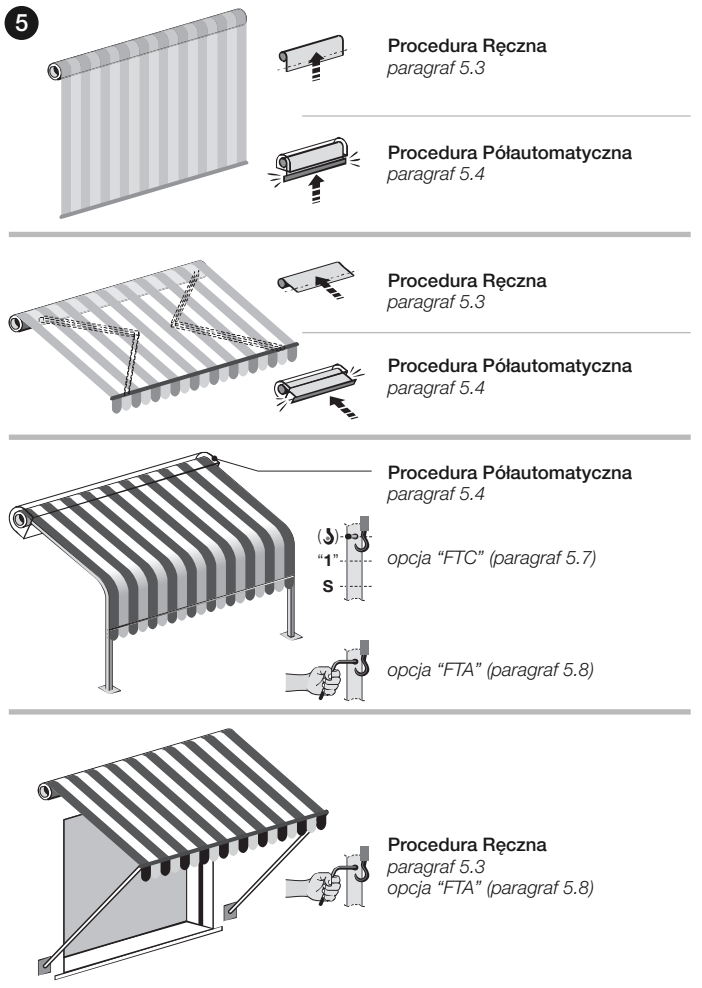 5
Procedura Ręczna
paragraf 5.3
Procedura Półautomatyczna
paragraf 5.4
Procedura Ręczna
paragraf 5.3
Procedura Półautomatyczna
paragraf 5.4
Procedura Półautomatyczna
paragraf 5.4
"1"
S
opcja “FTC” (paragraf 5.7)
opcja “FTA” (paragraf 5.8)
Procedura Ręczna
paragraf 5.3
opcja “FTA” (paragraf 5.8)